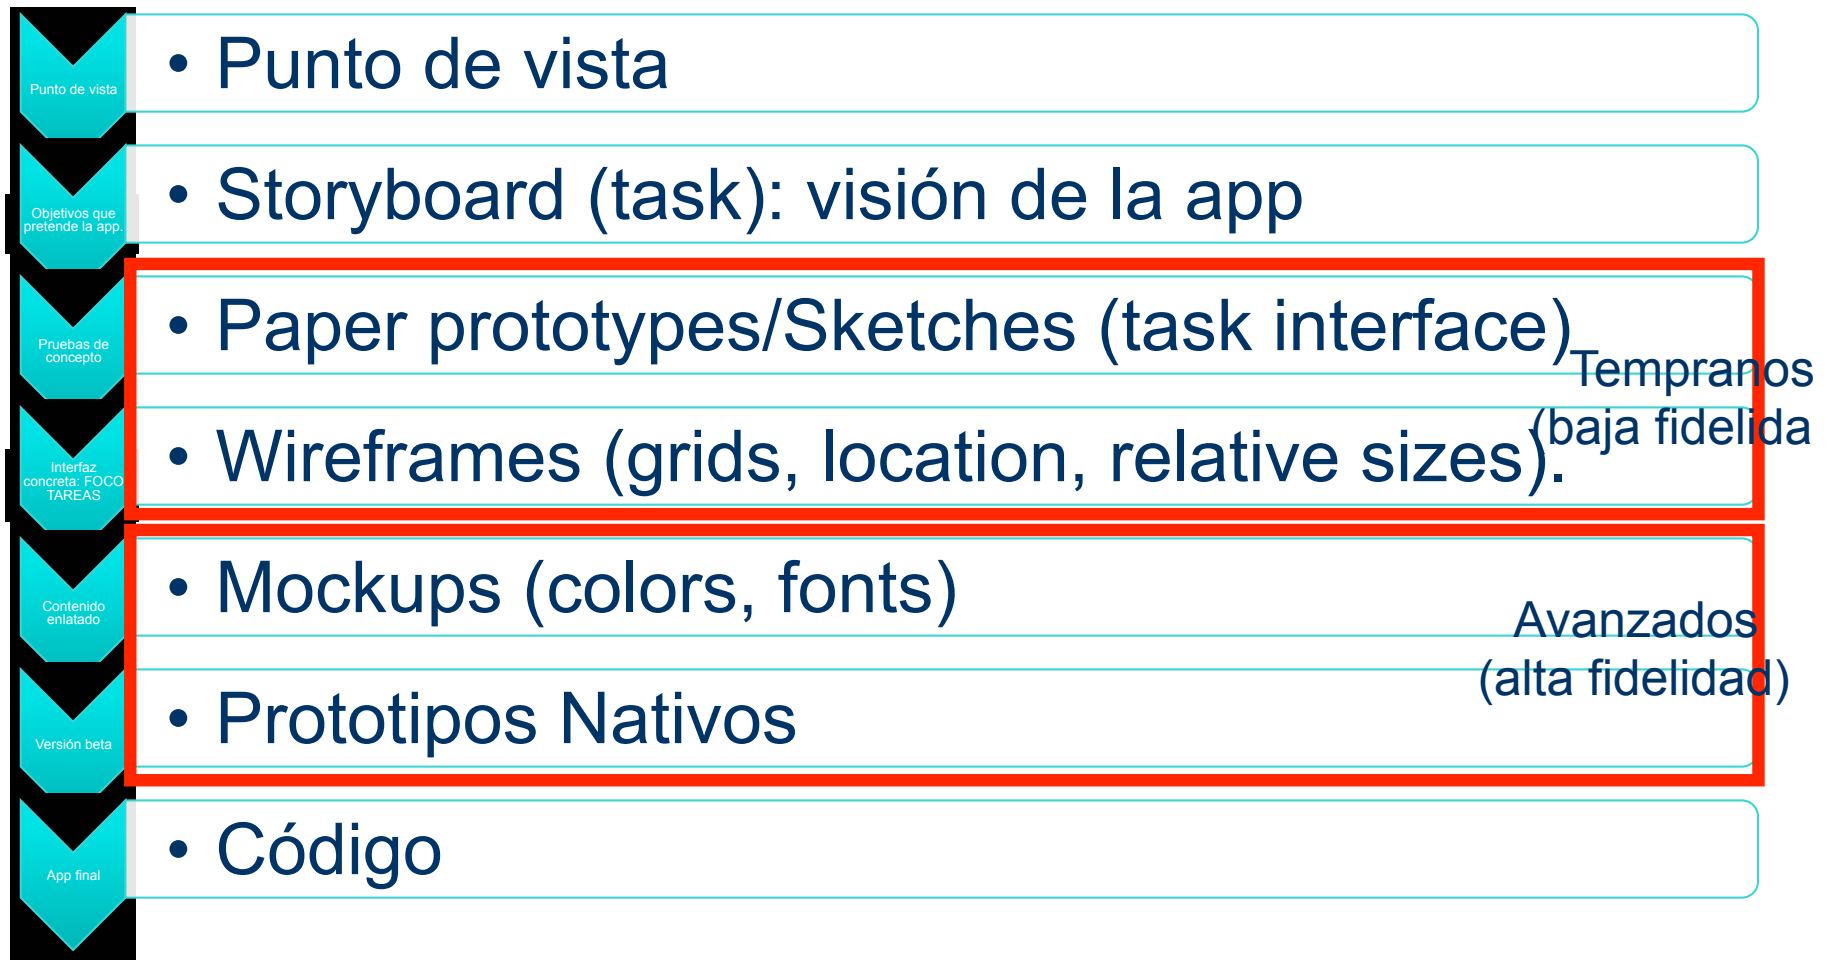 Punto de vista
• Punto de vista
Objetivos que
pretende la app.
• Storyboard (task): visión de la app
Pruebas de
concepto
• Paper prototypes/Sketches (task interface)
Tempranos
(baja fidelida
Interfaz
concreta: FOCO
TAREAS
• Wireframes (grids, location, relative sizes).
Contenido
enlatado
• Mockups (colors, fonts)
Avanzados
(alta fidelidad)
Versión beta
• Prototipos Nativos
App final
• Código